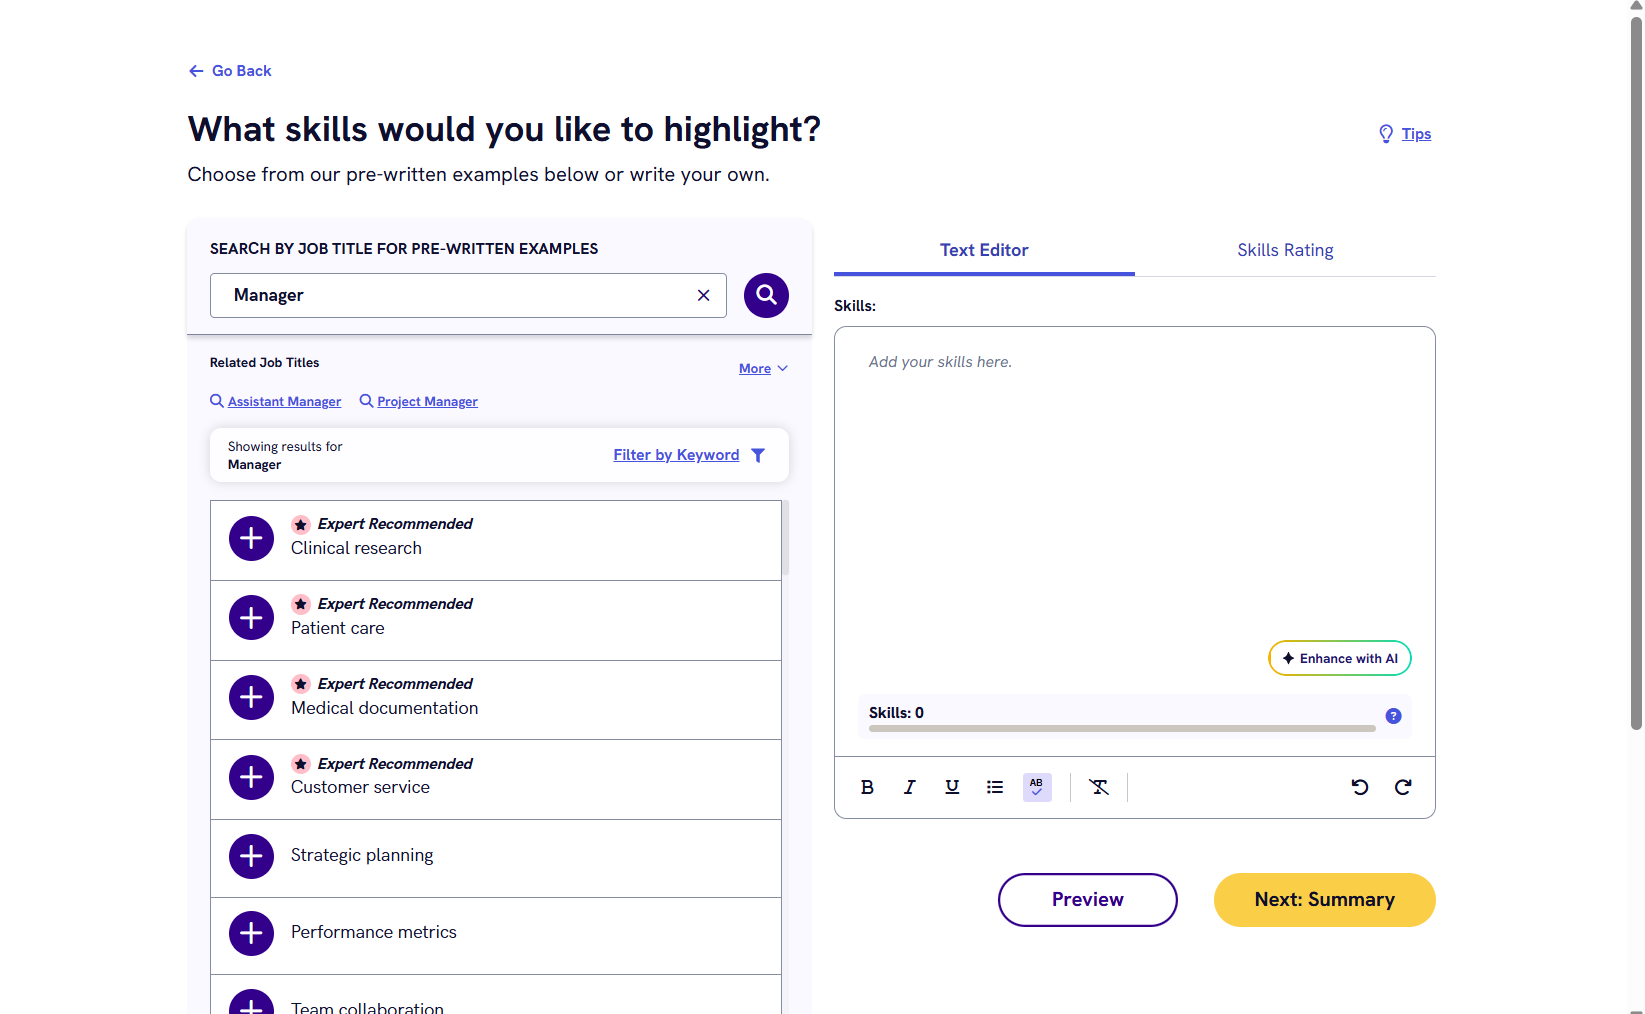 Go Back
What skills would you like to highlight?
Tips
Choose from our pre-written examples below or write your own.
SEARCH BY JOB TITLE FOR PRE-WRITTEN EXAMPLES
Manager
Related Job Titles
More
Assistant Manager
Project Manager
Showing results for
Manager
Filter by Keyword
Expert Recommended
Clinical research
Expert Recommended
Patient care
Expert Recommended
Medical documentation
Expert Recommended
Customer service
Strategic planning
Performance metrics
Team collaboration
Text Editor
Skills Rating
Skills:
Add your skills here.
Enhance with AI
Skills: 0
?
B I U AB
Preview
Next: Summary